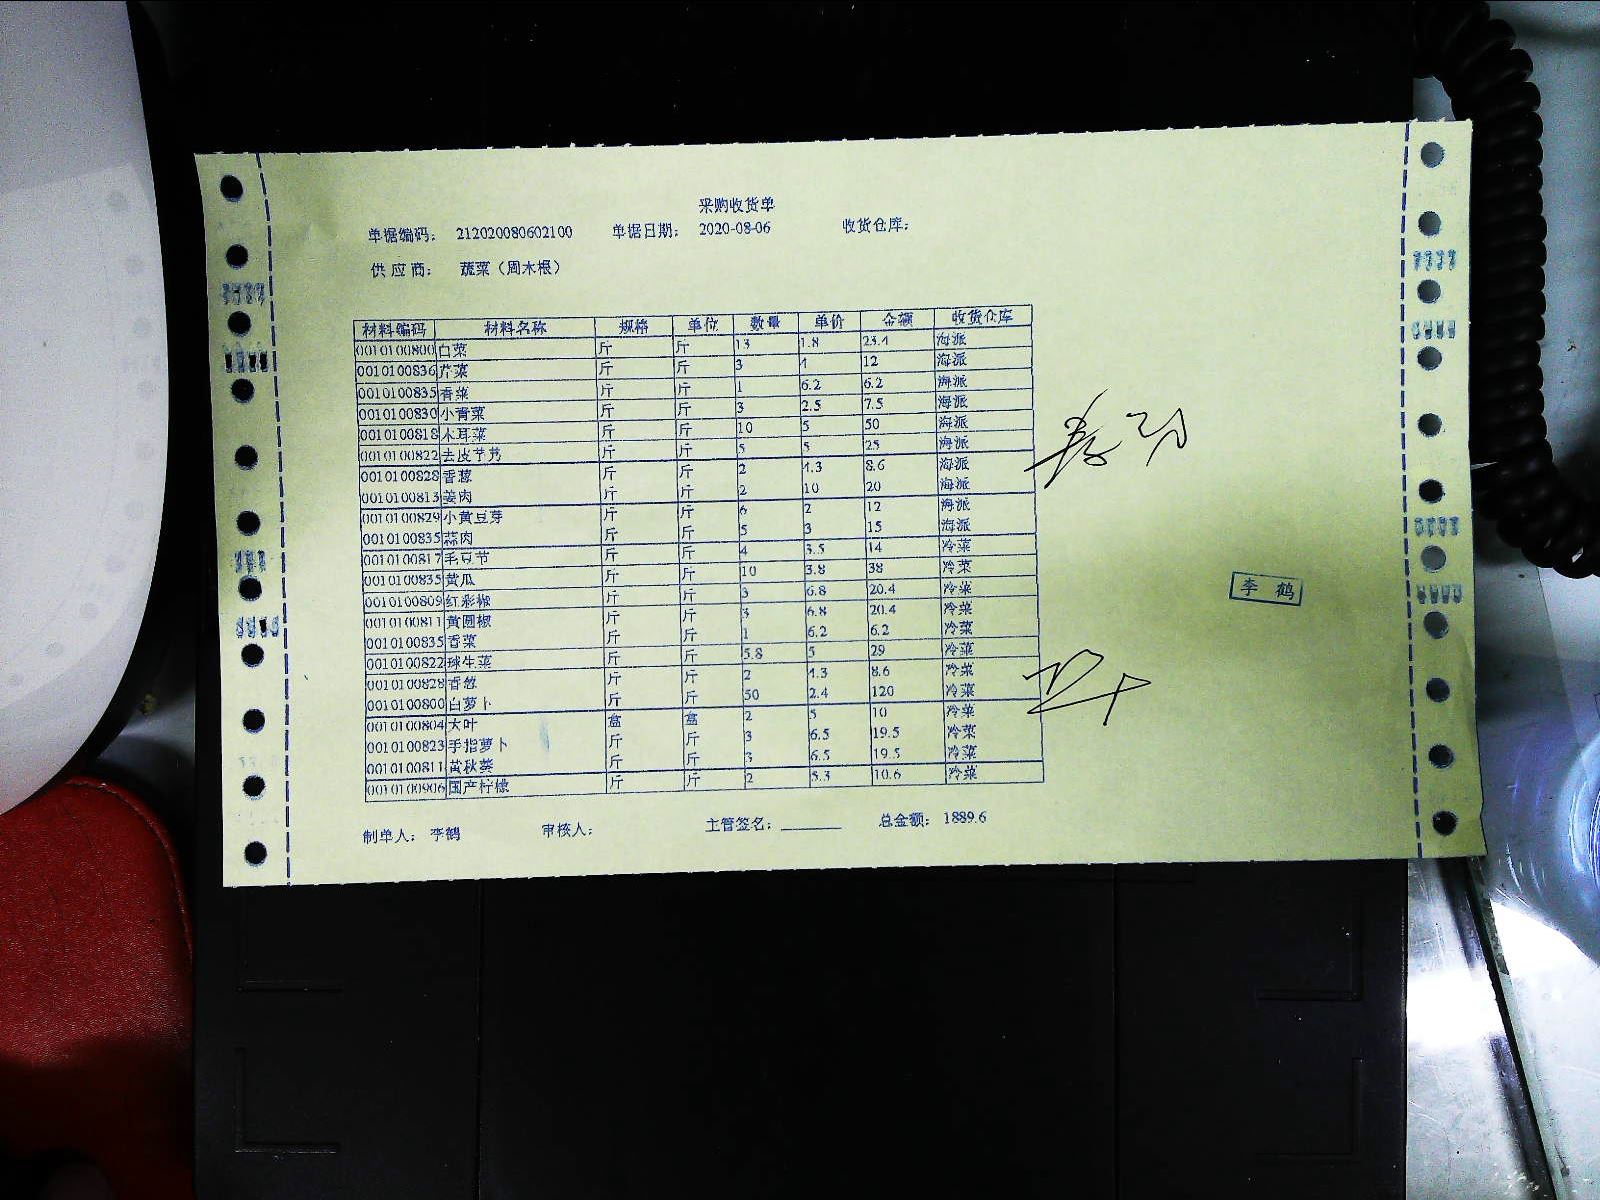 采购收货单
单据编码： 212020080602100 单据日期： 2020-08-06 收货仓库：
供 应 商： 蔬菜（周木根）
材料编码 材料名称 规格 单位 数量 单价 金额 收货仓库
0010100800 白菜 斤 斤 13 1.8 23.4 海派
0010100836 芹菜 斤 斤 3 4 12 海派
0010100835 香菜 斤 斤 1 6.2 6.2 海派
0010100830 小青菜 斤 斤 3 2.5 7.5 海派
0010100818 木耳菜 斤 斤 10 5 50 海派
0010100822 去皮芋艿 斤 斤 5 5 25 海派
0010100828 香葱 斤 斤 2 4.3 8.6 海派
0010100813 姜肉 斤 斤 2 10 20 海派
0010100829 小黄豆芽 斤 斤 6 2 12 海派
0010100835 蒜肉 斤 斤 5 3 15 海派
0010100817 毛豆节 斤 斤 4 3.5 14 冷菜
0010100835 黄瓜 斤 斤 10 3.8 38 冷菜
0010100809 红彩椒 斤 斤 3 6.8 20.4 冷菜
0010100811 黄圆椒 斤 斤 3 6.8 20.4 冷菜
0010100835 香菜 斤 斤 1 6.2 6.2 冷菜
0010100822 球生菜 斤 斤 5.8 5 29 冷菜
0010100828 香葱 斤 斤 2 4.3 8.6 冷菜
0010100800 白萝卜 斤 斤 50 2.4 120 冷菜
0010100804 大叶 盒 盒 2 5 10 冷菜
0010100823 手指萝卜 斤 斤 3 6.5 19.5 冷菜
0010100811 黄秋葵 斤 斤 3 6.5 19.5 冷菜
0010100906 国产柠檬 斤 斤 2 5.3 10.6 冷菜
制单人： 李鹤 审核人： 主管签名：______ 总金额： 1889.6
李 鹤